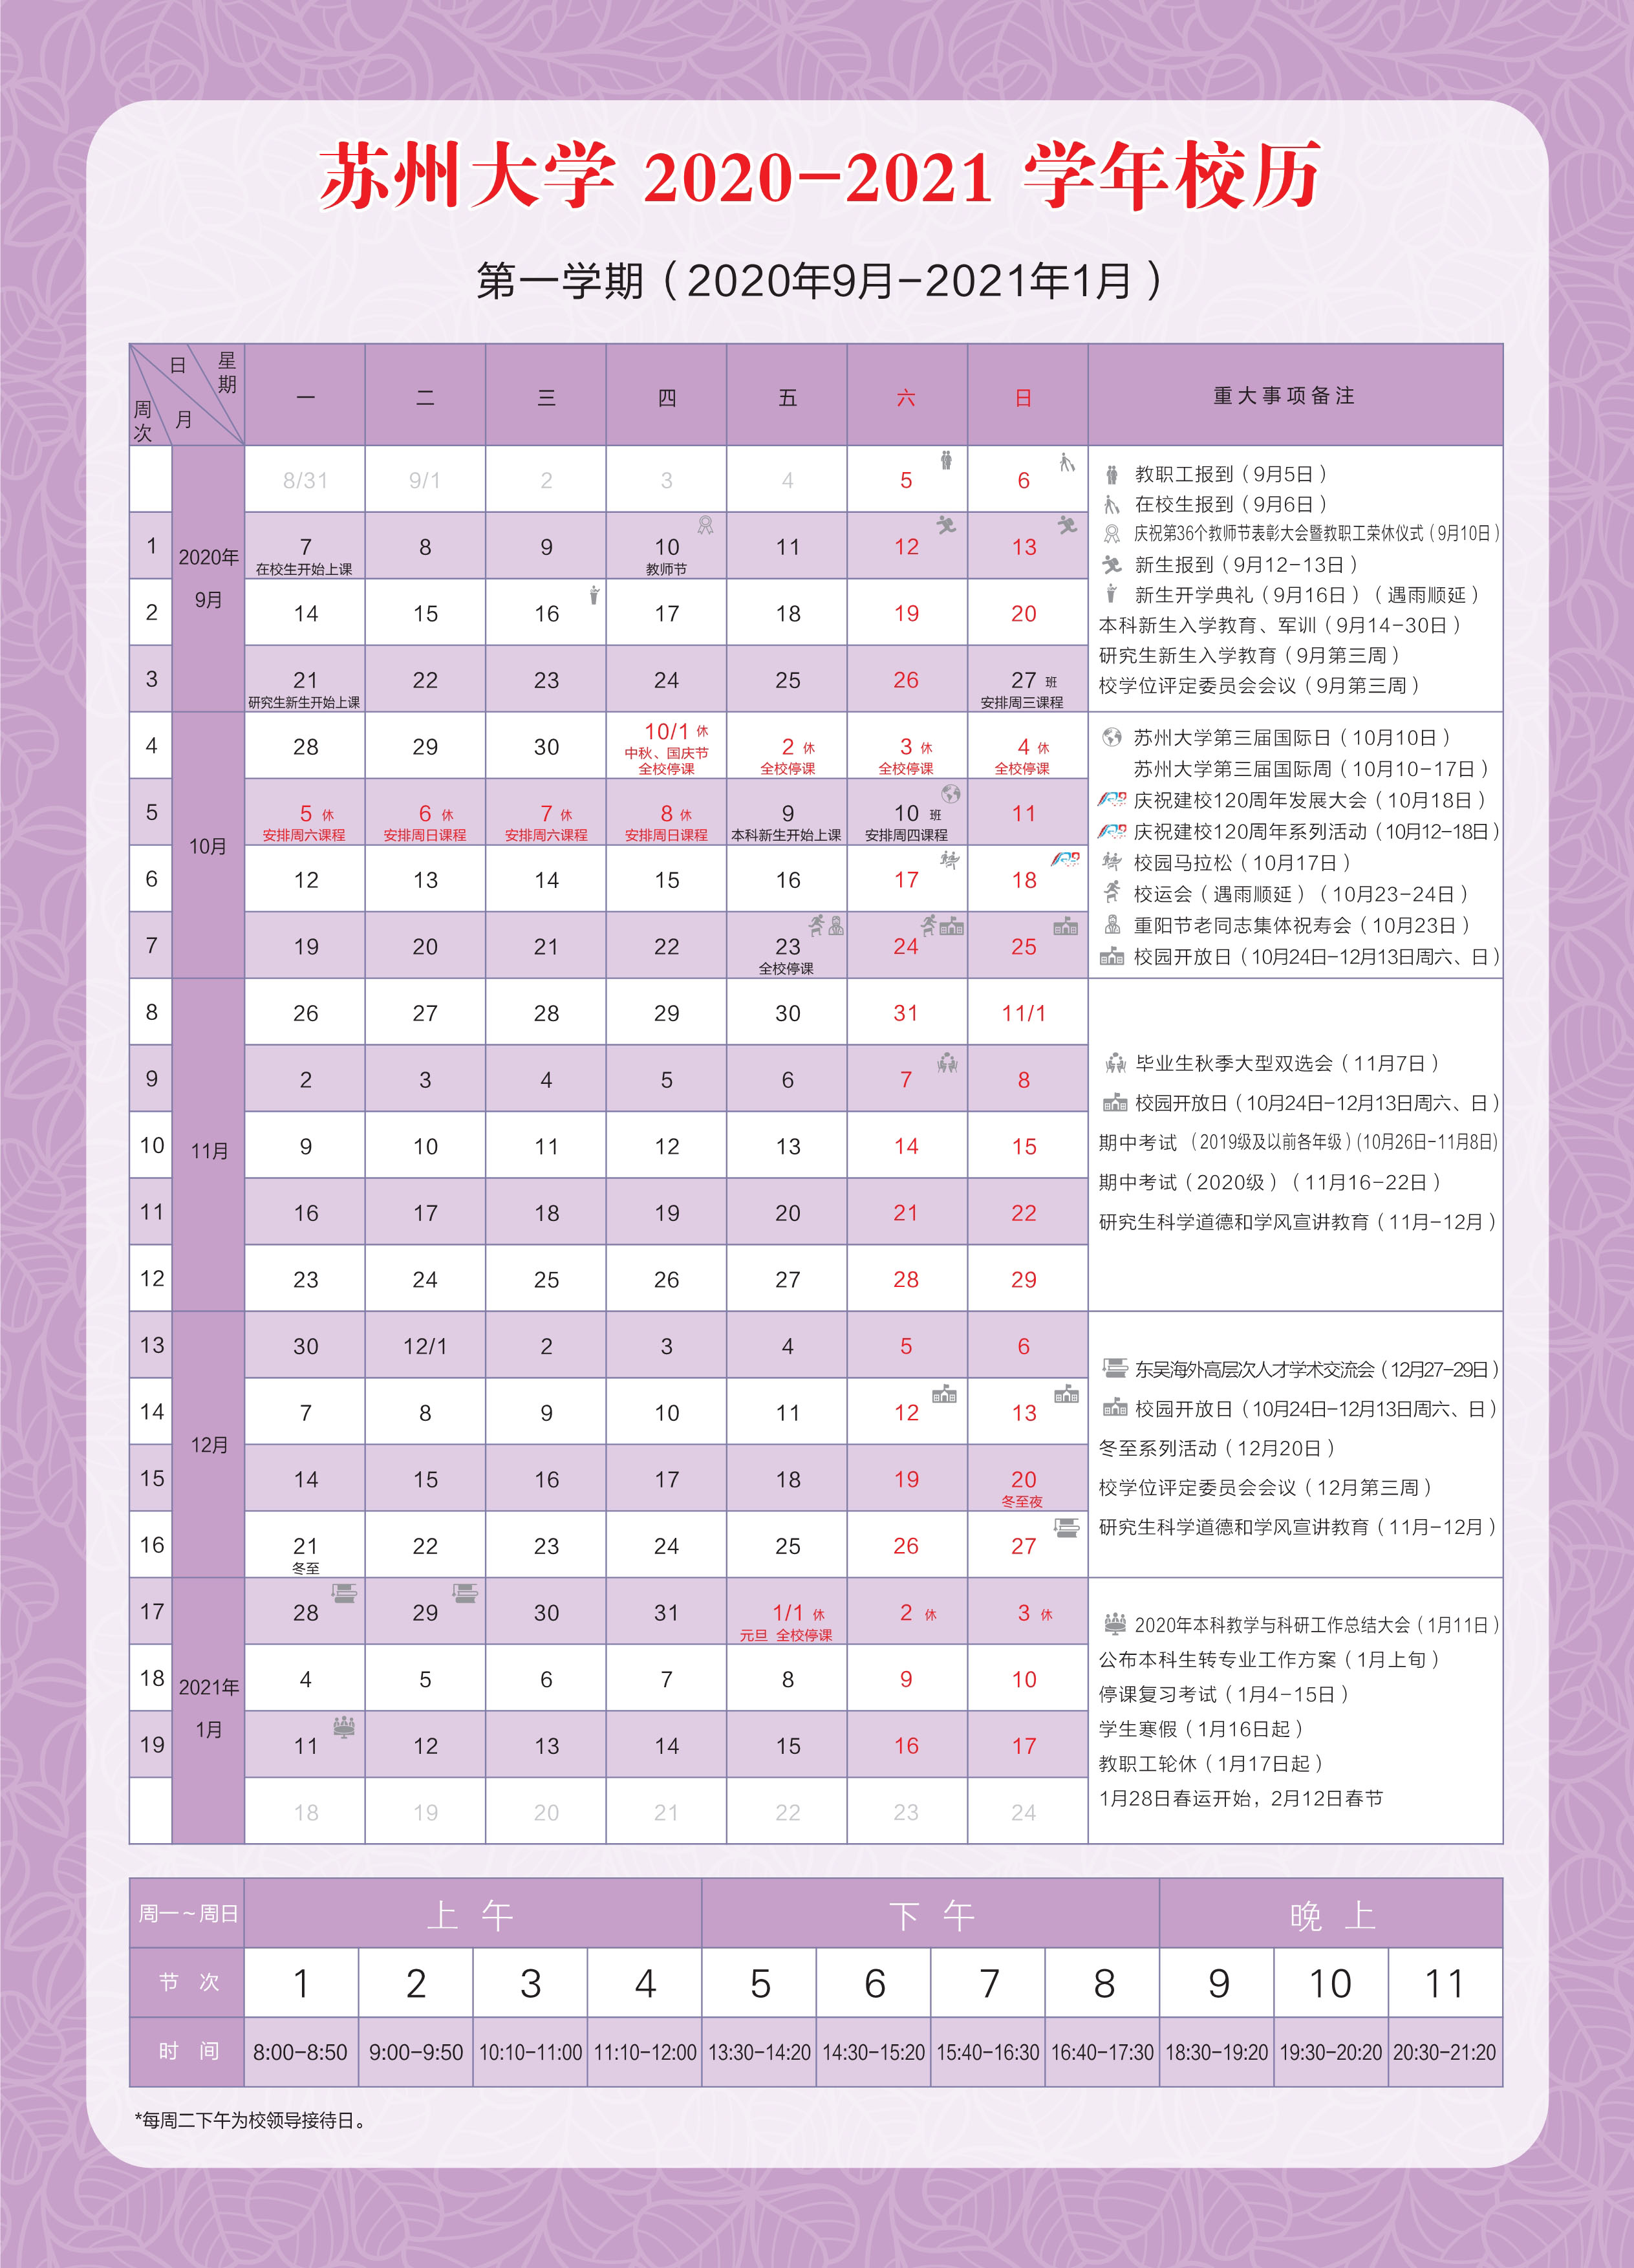 苏州大学 2020-2021 学年校历
第一学期（2020年9月-2021年1月）
周次 月 日 星期 一 二 三 四 五 六 日 重大事项备注
2020年
9月
8/31 9/1 2 3 4 5 6
1 7 8 9 10 11 12 13
在校生开始上课 教师节
2 14 15 16 17 18 19 20
3 21 22 23 24 25 26 27 班
研究生新生开始上课 安排周三课程
教职工报到（9月5日）
在校生报到（9月6日）
庆祝第36个教师节表彰大会暨教职工荣休仪式（9月10日）
新生报到（9月12-13日）
新生开学典礼（9月16日）（遇雨顺延）
本科新生入学教育、军训（9月14-30日）
研究生新生入学教育（9月第三周）
校学位评定委员会会议（9月第三周）
10月
4 28 29 30 10/1 休 2 休 3 休 4 休
中秋、国庆节
全校停课 全校停课 全校停课 全校停课
5 5 休 6 休 7 休 8 休 9 10 班 11
安排周六课程 安排周日课程 安排周六课程 安排周日课程 本科新生开始上课 安排周四课程
6 12 13 14 15 16 17 18
7 19 20 21 22 23 24 25
全校停课
苏州大学第三届国际日（10月10日）
苏州大学第三届国际周（10月10-17日）
庆祝建校120周年发展大会（10月18日）
庆祝建校120周年系列活动（10月12-18日）
校园马拉松（10月17日）
校运会（遇雨顺延）（10月23-24日）
重阳节老同志集体祝寿会（10月23日）
校园开放日（10月24日-12月13日周六、日）
11月
8 26 27 28 29 30 31 11/1
9 2 3 4 5 6 7 8
10 9 10 11 12 13 14 15
11 16 17 18 19 20 21 22
12 23 24 25 26 27 28 29
毕业生秋季大型双选会（11月7日）
校园开放日（10月24日-12月13日周六、日）
期中考试（2019级及以前各年级）(10月26日-11月8日)
期中考试（2020级）（11月16-22日）
研究生科学道德和学风宣讲教育（11月-12月）
12月
13 30 12/1 2 3 4 5 6
14 7 8 9 10 11 12 13
15 14 15 16 17 18 19 20
冬至夜
16 21 22 23 24 25 26 27
冬至
东吴海外高层次人才学术交流会（12月27-29日）
校园开放日（10月24日-12月13日周六、日）
冬至系列活动（12月20日）
校学位评定委员会会议（12月第三周）
研究生科学道德和学风宣讲教育（11月-12月）
2021年
1月
17 28 29 30 31 1/1 休 2 休 3 休
元旦 全校停课
18 4 5 6 7 8 9 10
19 11 12 13 14 15 16 17
18 19 20 21 22 23 24
2020年本科教学与科研工作总结大会（1月11日）
公布本科生转专业工作方案（1月上旬）
停课复习考试（1月4-15日）
学生寒假（1月16日起）
教职工轮休（1月17日起）
1月28日春运开始，2月12日春节
周一～周日 上午 下午 晚上
节次 1 2 3 4 5 6 7 8 9 10 11
时间 8:00-8:50 9:00-9:50 10:10-11:00 11:10-12:00 13:30-14:20 14:30-15:20 15:40-16:30 16:40-17:30 18:30-19:20 19:30-20:20 20:30-21:20
*每周二下午为校领导接待日。